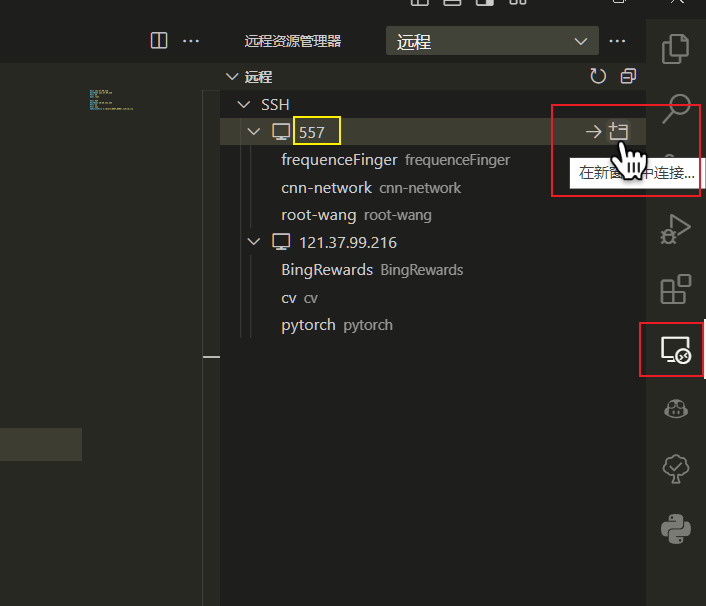 远程资源管理器 远程
远程
SSH
557
frequenceFinger frequenceFinger
在新窗 中连接...
cnn-network cnn-network
root-wang root-wang
121.37.99.216
BingRewards BingRewards
cv cv
pytorch pytorch